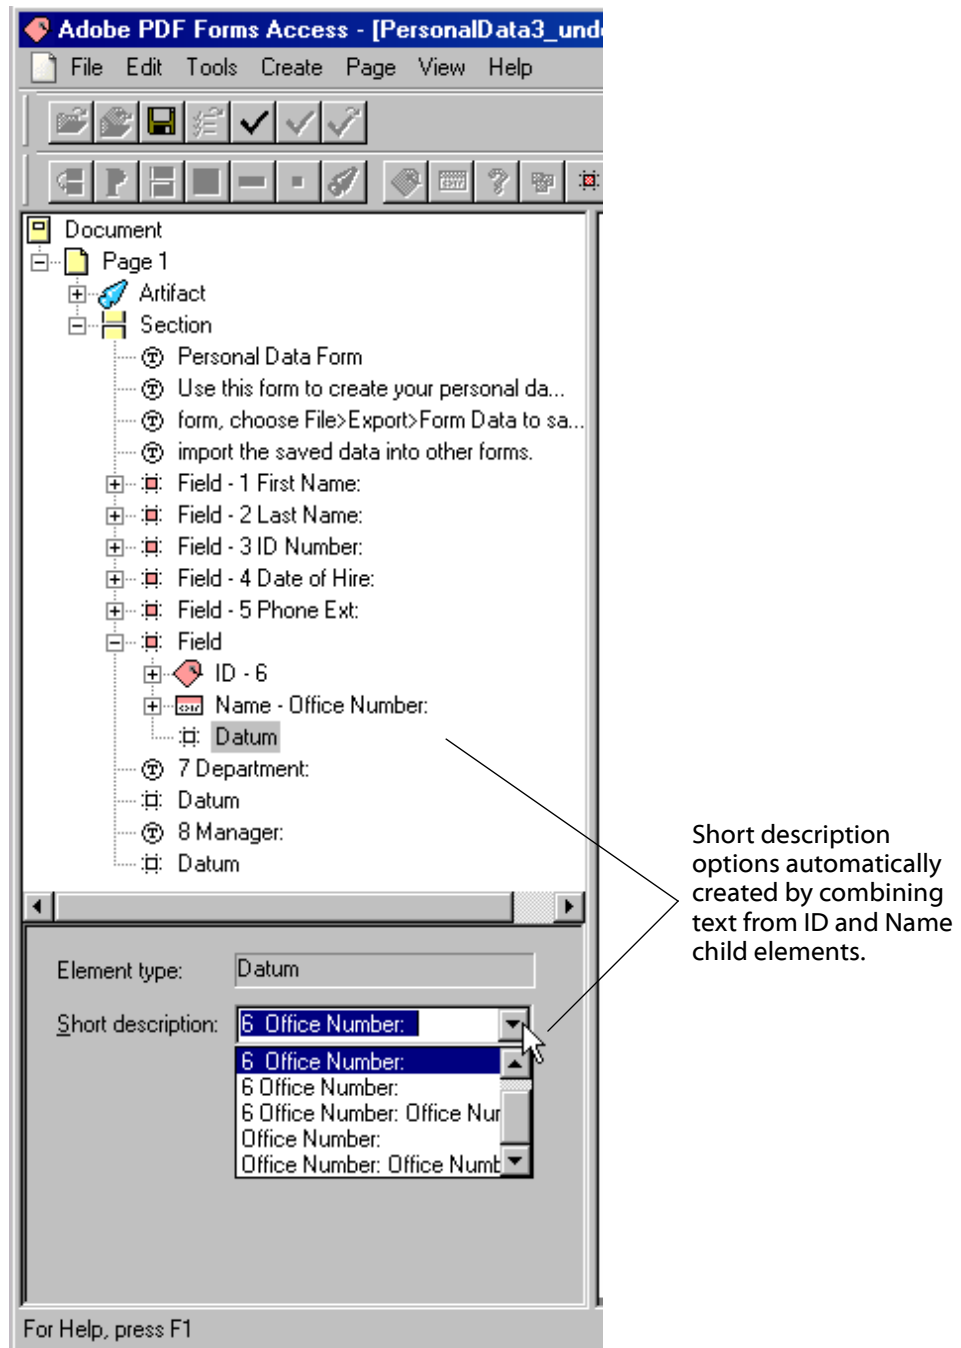 Adobe PDF Forms Access - [PersonalData3_und
File Edit Tools Create Page View Help
Document
Page 1
Artifact
Section
Personal Data Form
Use this form to create your personal da...
form, choose File>Export>Form Data to sa...
import the saved data into other forms.
Field - 1 First Name:
Field - 2 Last Name:
Field - 3 ID Number:
Field - 4 Date of Hire:
Field - 5 Phone Ext:
Field
ID - 6
Name - Office Number:
Datum
7 Department:
Datum
8 Manager:
Datum
Short description
options automatically
created by combining
text from ID and Name
child elements.
Element type: Datum
Short description: 6 Office Number:
6 Office Number:
6 Office Number:
6 Office Number: Office Nur
Office Number:
Office Number: Office Numb
For Help, press F1